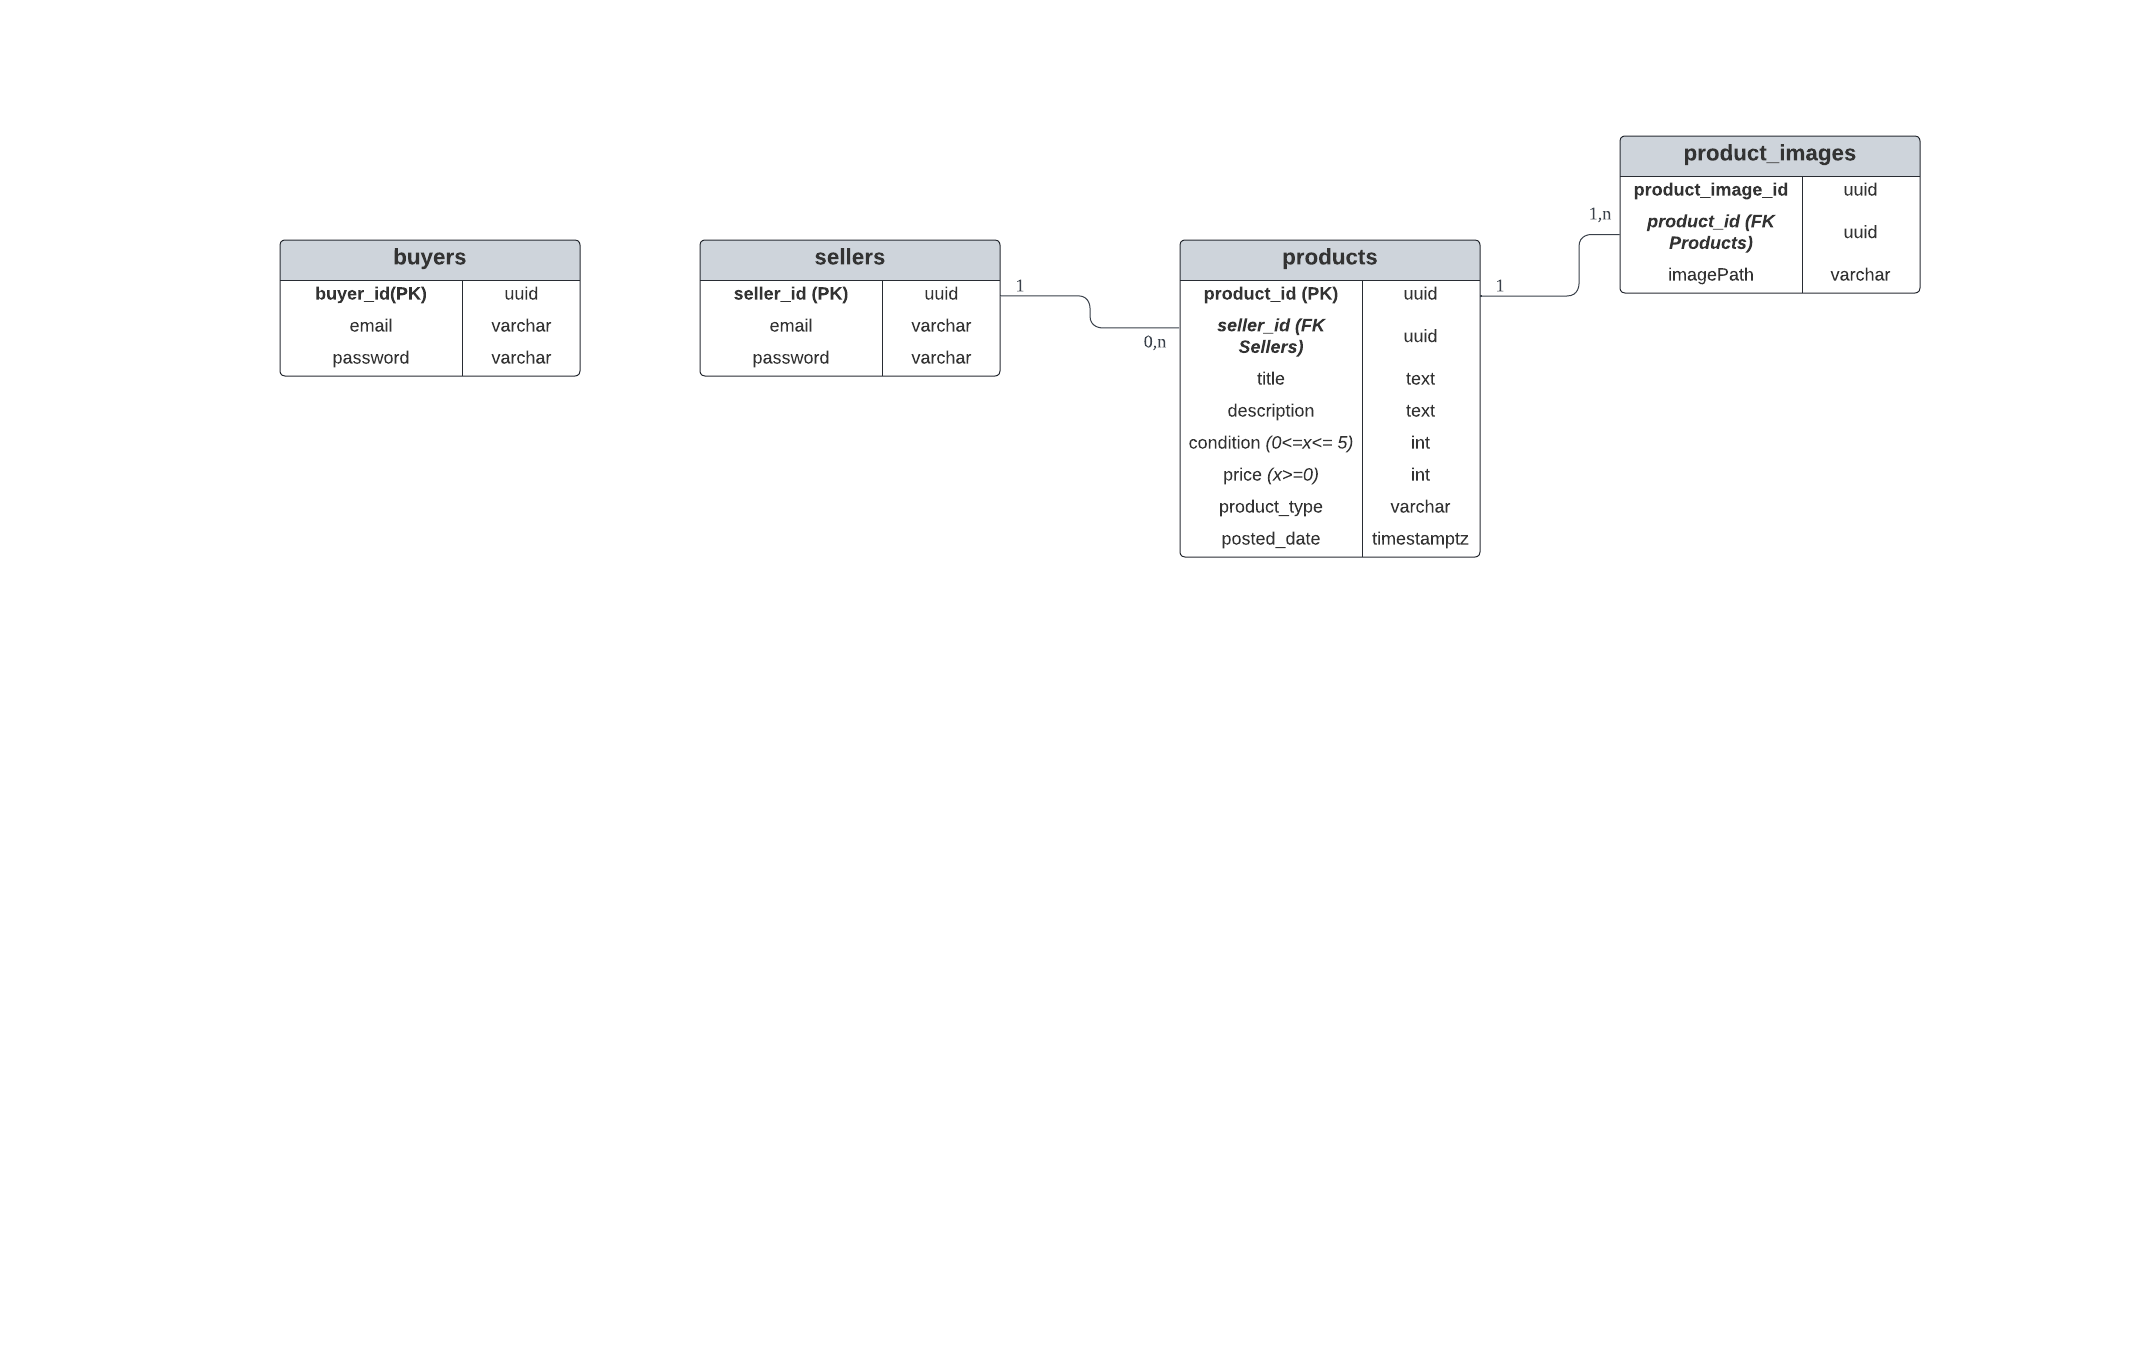 buyers
buyer_id(PK) uuid
email varchar
password varchar
sellers
seller_id (PK) uuid
email varchar
password varchar
1
0,n
products
product_id (PK) uuid
seller_id (FK
Sellers) uuid
title text
description text
condition (0<=x<= 5) int
price (x>=0) int
product_type varchar
posted_date timestamptz
1
1,n
product_images
product_image_id uuid
product_id (FK
Products) uuid
imagePath varchar